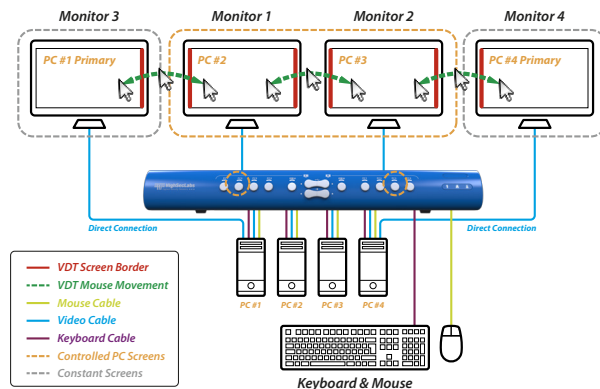 Monitor 3
Monitor 1
Monitor 2
Monitor 4
PC #1 Primary
PC #2
PC #3
PC #4 Primary
Direct Connection
Direct Connection
PC #1
PC #2
PC #3
PC #4
VDT Screen Border
VDT Mouse Movement
Mouse Cable
Video Cable
Keyboard Cable
Controlled PC Screens
Constant Screens
Keyboard & Mouse